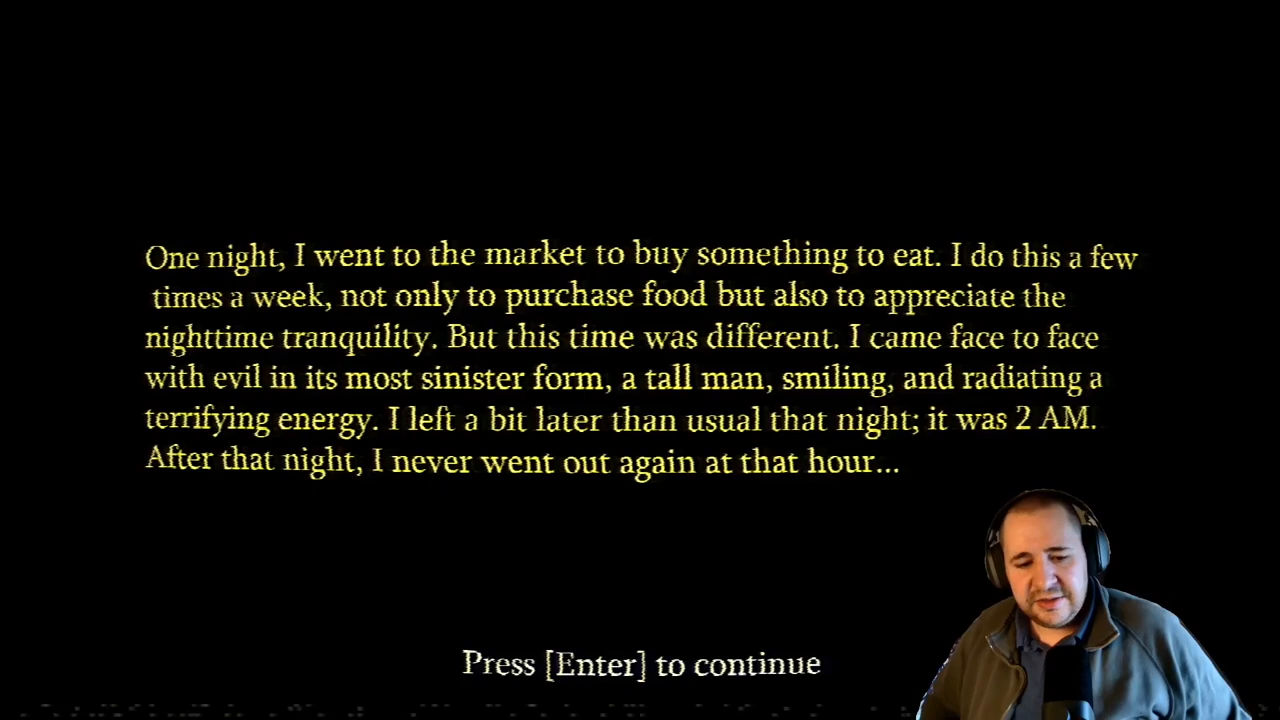 One night, I went to the market to buy something to eat. I do this a few
times a week, not only to purchase food but also to appreciate the
nighttime tranquility. But this time was different. I came face to face
with evil in its most sinister form, a tall man, smiling, and radiating a
terrifying energy. I left a bit later than usual that night; it was 2 AM.
After that night, I never went out again at that hour...
Press [Enter] to continue